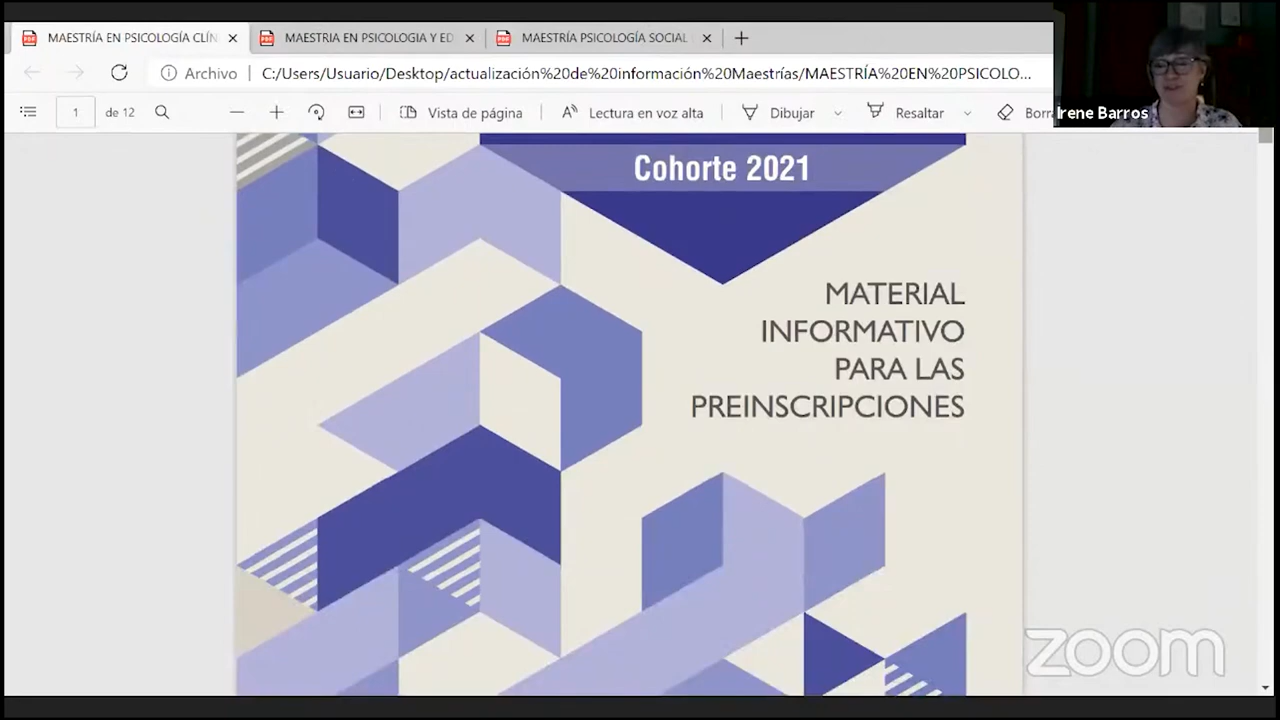 MAESTRÍA EN PSICOLOGÍA CLÍN
MAESTRIA EN PSICOLOGIA Y ED
MAESTRÍA PSICOLOGÍA SOCIAL
Archivo
C:/Users/Usuario/Desktop/actualización%20de%20información%20Maestrías/MAESTRÍA%20EN%20PSICOLO...
1 de 12
Vista de página
Lectura en voz alta
Dibujar
Resaltar
Borr
Irene Barros
Cohorte 2021
MATERIAL
INFORMATIVO
PARA LAS
PREINSCRIPCIONES
zoom